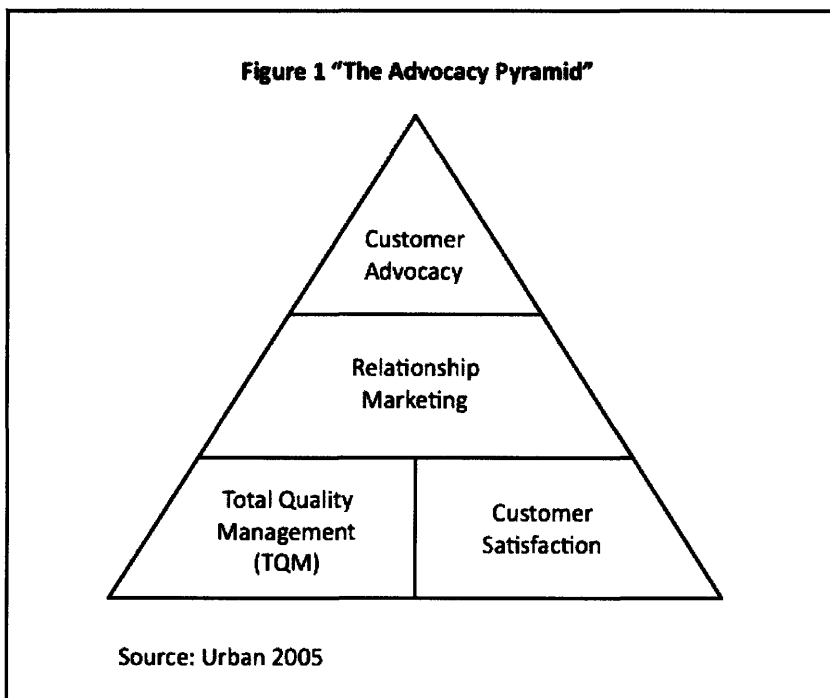 Figure 1 "The Advocacy Pyramid"
Customer
Advocacy
Relationship
Marketing
Total Quality
Management
(TQM)
Customer
Satisfaction
Source: Urban 2005